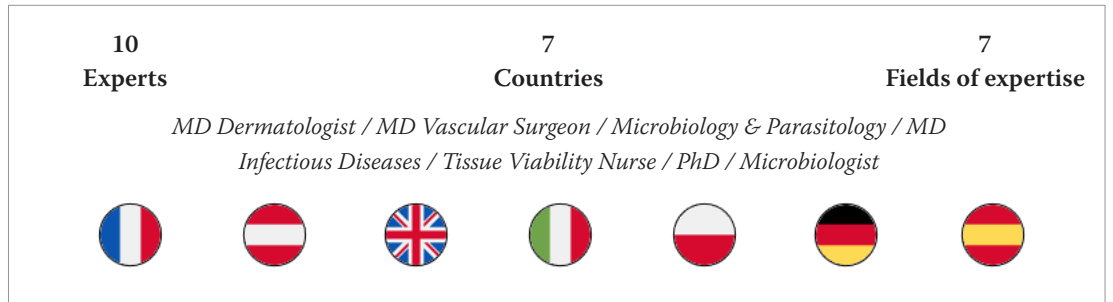 10
Experts
7
Countries
7
Fields of expertise
MD Dermatologist / MD Vascular Surgeon / Microbiology & Parasitology / MD
Infectious Diseases / Tissue Viability Nurse / PhD / Microbiologist